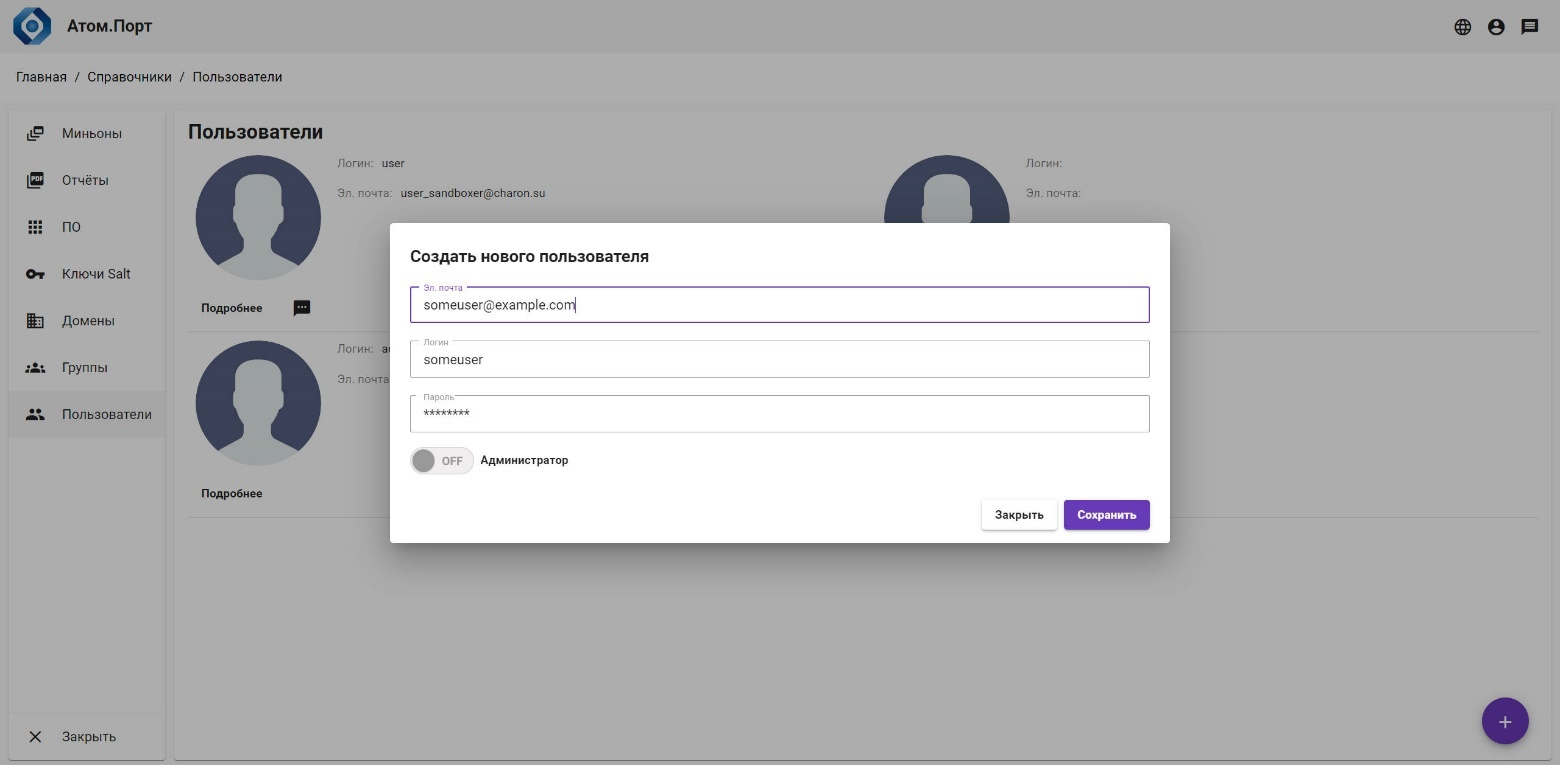 Атом.Порт
Главная / Справочники / Пользователи
Миньоны
Отчёты
ПО
Ключи Salt
Домены
Группы
Пользователи
Закрыть
Пользователи
Логин: user
Эл. почта: user_sandboxer@charon.su
Подробнее
Логин:
Эл. почта:
Логин:
Эл. почта
Подробнее
Создать нового пользователя
Эл. почта
someuser@example.com
Логин
someuser
Пароль
********
OFF Администратор
Закрыть Сохранить
PDF